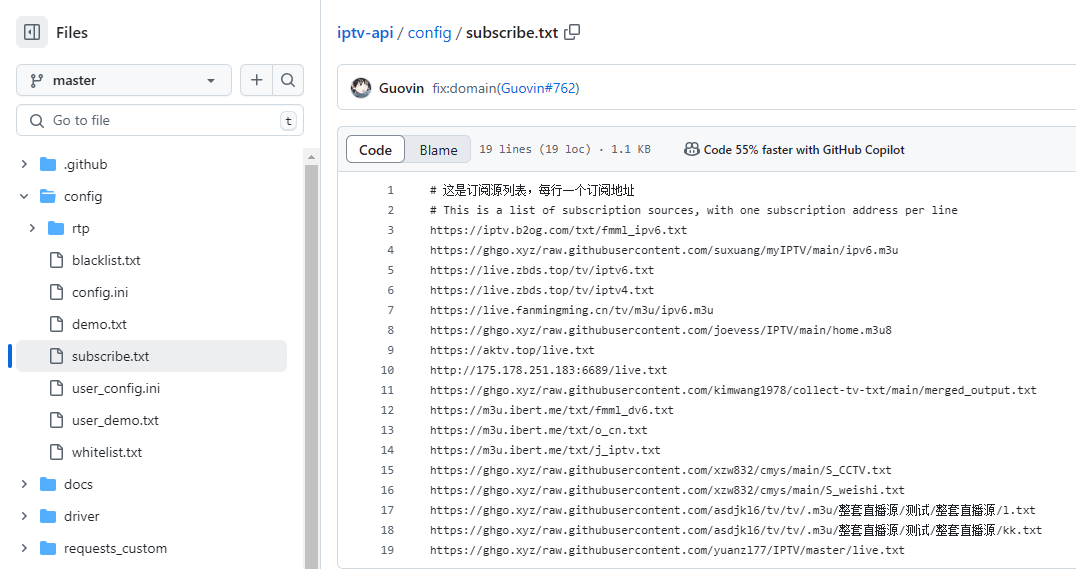 Files
master
Go to file
t
.github
config
rtp
blacklist.txt
config.ini
demo.txt
subscribe.txt
user_config.ini
user_demo.txt
whitelist.txt
docs
driver
requests_custom
iptv-api / config / subscribe.txt
Guovin fix:domain(Guovin#762)
Code Blame 19 lines (19 loc) · 1.1 KB Code 55% faster with GitHub Copilot
1 # 这是订阅源列表，每行一个订阅地址
2 # This is a list of subscription sources, with one subscription address per line
3 https://iptv.b2og.com/txt/fmml_ipv6.txt
4 https://ghgo.xyz/raw.githubusercontent.com/suxuang/myIPTV/main/ipv6.m3u
5 https://live.zbds.top/tv/iptv6.txt
6 https://live.zbds.top/tv/iptv4.txt
7 https://live.fanmingming.cn/tv/m3u/ipv6.m3u
8 https://ghgo.xyz/raw.githubusercontent.com/joevess/IPTV/main/home.m3u8
9 https://aktv.top/live.txt
10 http://175.178.251.183:6689/live.txt
11 https://ghgo.xyz/raw.githubusercontent.com/kimwang1978/collect-tv-txt/main/merged_output.txt
12 https://m3u.ibert.me/txt/fmml_dv6.txt
13 https://m3u.ibert.me/txt/o_cn.txt
14 https://m3u.ibert.me/txt/j_iptv.txt
15 https://ghgo.xyz/raw.githubusercontent.com/xzw832/cmys/main/S_CCTV.txt
16 https://ghgo.xyz/raw.githubusercontent.com/xzw832/cmys/main/S_weishi.txt
17 https://ghgo.xyz/raw.githubusercontent.com/asdjkl6/tv/tv/.m3u/整套直播源/测试/整套直播源/l.txt
18 https://ghgo.xyz/raw.githubusercontent.com/asdjkl6/tv/tv/.m3u/整套直播源/测试/整套直播源/kk.txt
19 https://ghgo.xyz/raw.githubusercontent.com/yuanzl77/IPTV/master/live.txt